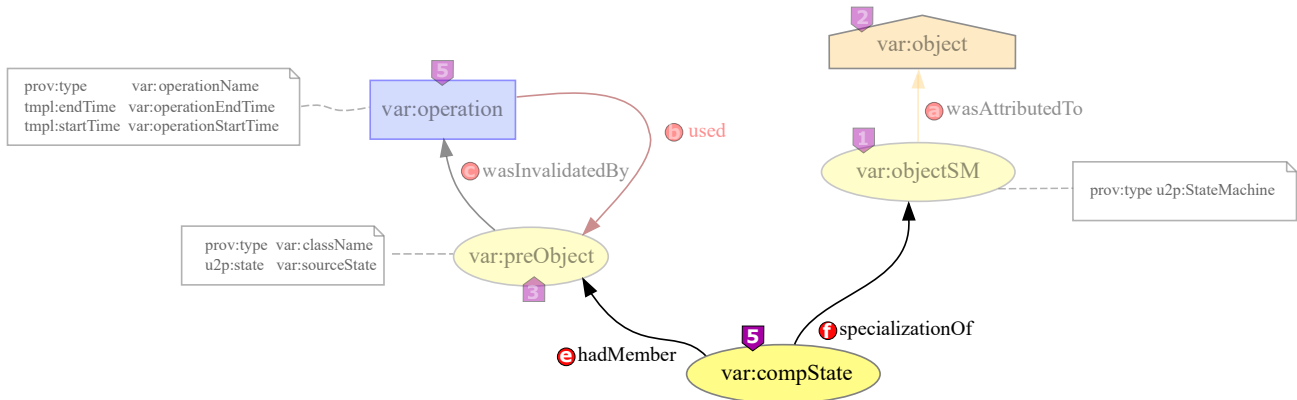 2
var:object
5
prov:type var:operationName
tmpl:endTime var:operationEndTime
tmpl:startTime var:operationStartTime
var:operation
a wasAttributedTo
b used
1
c wasInvalidatedBy
var:objectSM
prov:type u2p:StateMachine
prov:type var:className
u2p:state var:sourceState
var:preObject
3
5
f specializationOf
e hadMember
var:compState